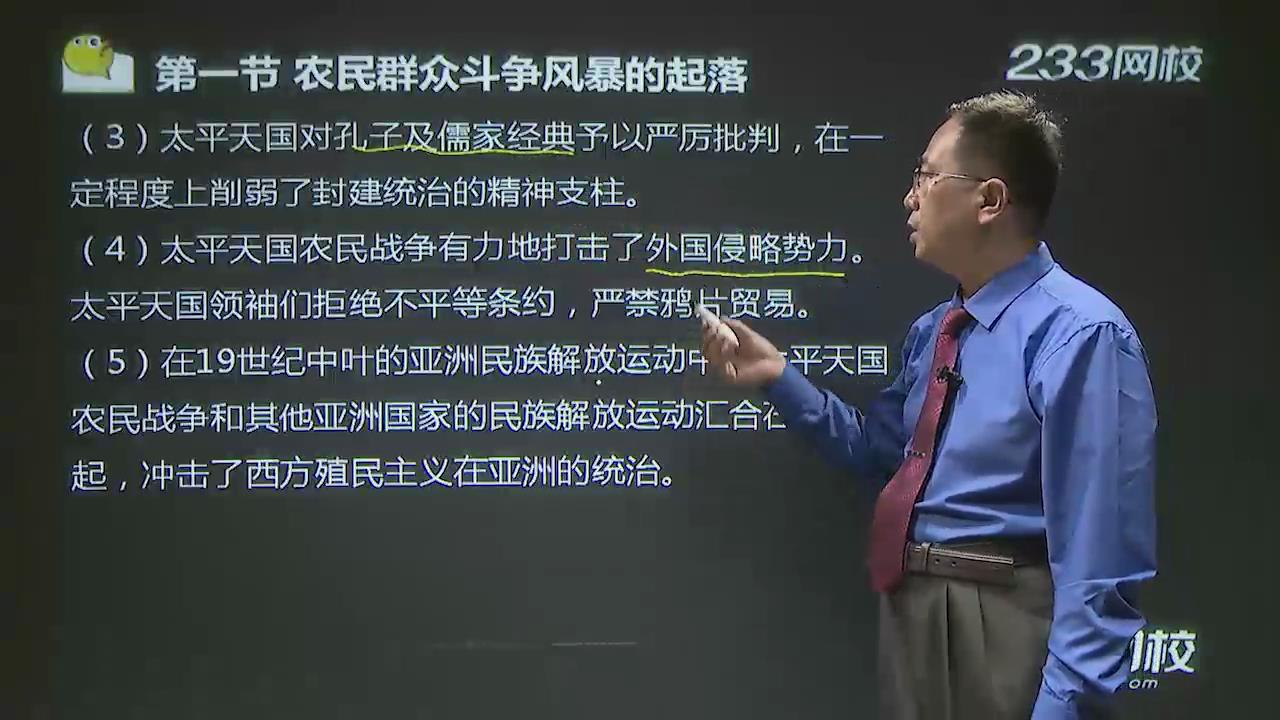 第一节 农民群众斗争风暴的起落
233网校
（3）太平天国对孔子及儒家经典予以严厉批判，在一
定程度上削弱了封建统治的精神支柱。
（4）太平天国农民战争有力地打击了外国侵略势力。
太平天国领袖们拒绝不平等条约，严禁鸦片贸易。
（5）在19世纪中叶的亚洲民族解放运动中 平天国
农民战争和其他亚洲国家的民族解放运动汇合在
起，冲击了西方殖民主义在亚洲的统治。
网校
om